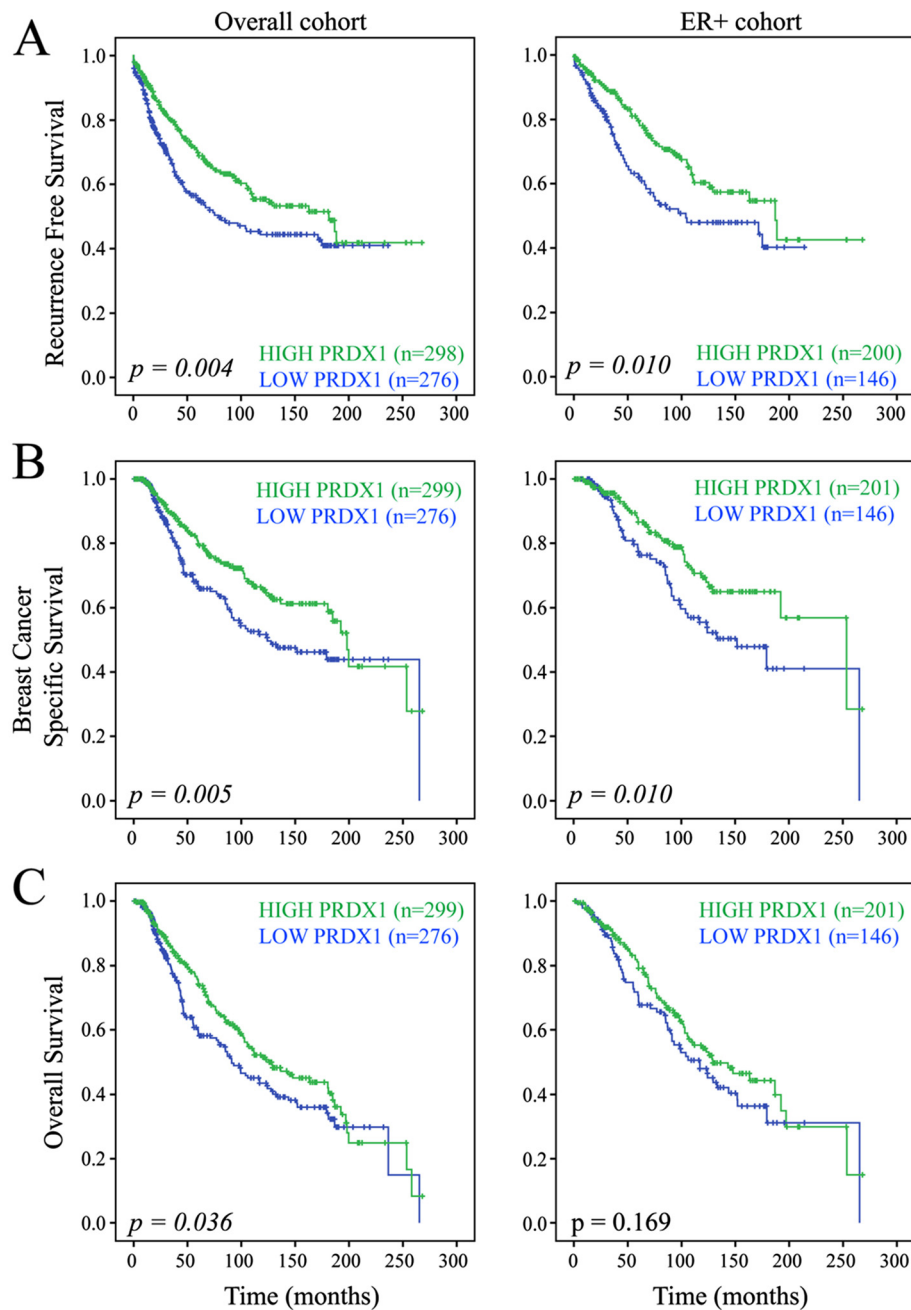 Overall cohort
ER+ cohort
A
Recurrence Free Survival
1.0
0.8
0.6
0.4
0.2
0.0
HIGH PRDX1 (n=298)
LOW PRDX1 (n=276)
p = 0.004
0 50 100 150 200 250 300
1.0
0.8
0.6
0.4
0.2
0.0
HIGH PRDX1 (n=200)
LOW PRDX1 (n=146)
p = 0.010
0 50 100 150 200 250 300
B
Breast Cancer
Specific Survival
1.0
0.8
0.6
0.4
0.2
0.0
HIGH PRDX1 (n=299)
LOW PRDX1 (n=276)
p = 0.005
0 50 100 150 200 250 300
1.0
0.8
0.6
0.4
0.2
0.0
HIGH PRDX1 (n=201)
LOW PRDX1 (n=146)
p = 0.010
0 50 100 150 200 250 300
C
Overall Survival
1.0
0.8
0.6
0.4
0.2
0.0
HIGH PRDX1 (n=299)
LOW PRDX1 (n=276)
p = 0.036
0 50 100 150 200 250 300
Time (months)
1.0
0.8
0.6
0.4
0.2
0.0
HIGH PRDX1 (n=201)
LOW PRDX1 (n=146)
p = 0.169
0 50 100 150 200 250 300
Time (months)